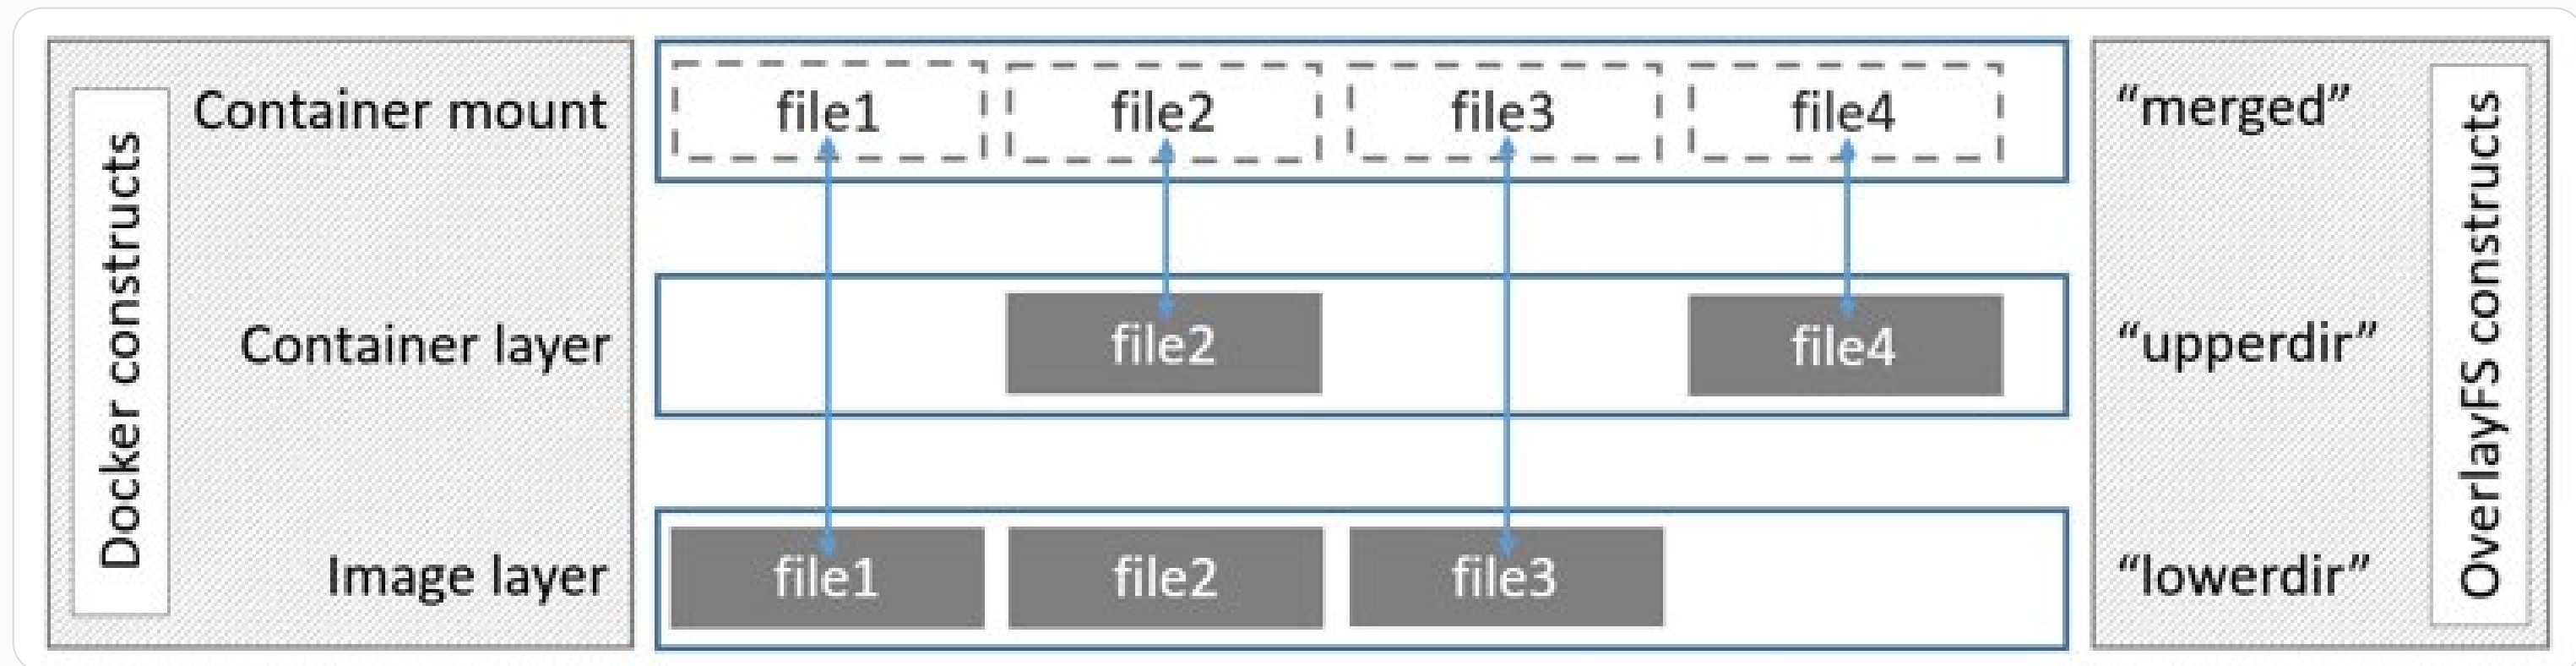 Docker constructs
Container mount
file1 file2 file3 file4
“merged”
Container layer
file2 file4
“upperdir”
Image layer
file1 file2 file3
“lowerdir”
OverlayFS constructs